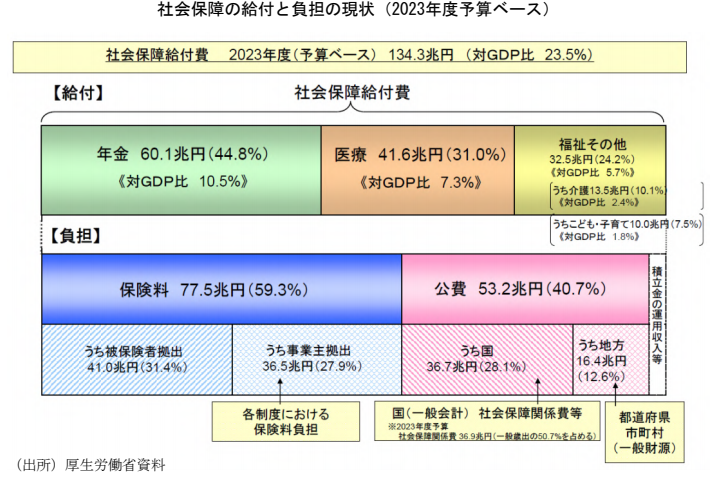 社会保障の給付と負担の現状（2023年度予算ベース）
社会保障給付費　2023年度（予算ベース） 134.3兆円 （対GDP比 23.5%）
【給付】
社会保障給付費
年金 60.1兆円(44.8%)
《対GDP比 10.5%》
医療 41.6兆円(31.0%)
《対GDP比 7.3%》
福祉その他
32.5兆円(24.2%)
《対GDP比 5.7%》
うち介護13.5兆円(10.1%)
《対GDP比 2.4%》
うちこども・子育て10.0兆円(7.5%)
《対GDP比 1.8%》
【負担】
保険料 77.5兆円(59.3%)
公費 53.2兆円(40.7%)
積立金の運用収入等
うち被保険者拠出
41.0兆円(31.4%)
うち事業主拠出
36.5兆円(27.9%)
うち国
36.7兆円(28.1%)
うち地方
16.4兆円
(12.6%)
各制度における
保険料負担
国（一般会計） 社会保障関係費等
※2023年度予算
社会保障関係費 36.9兆円（一般歳出の50.7%を占める）
都道府県
市町村
（一般財源）
（出所）厚生労働省資料